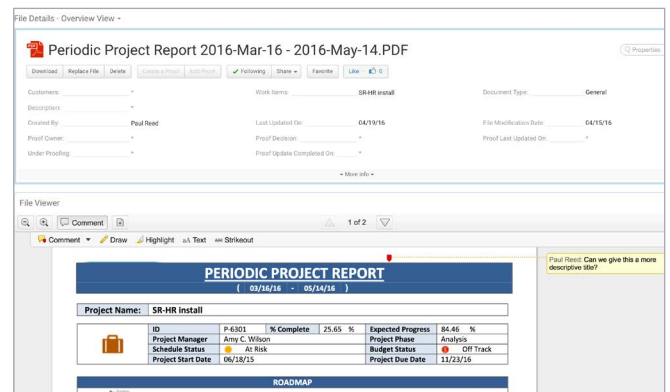 File Details - Overview View
Periodic Project Report 2016-Mar-16 - 2016-May-14.PDF
Properties
Download Replace File Delete Create a Proof Add Proof Following Share Favorite Like 0
Customers: * Work Items: SR-HR install Document Type: General
Description: *
Created By: Paul Reed Last Updated On: 04/19/16 File Modification Date: 04/15/16
Proof Owner: * Proof Decision: * Proof Last Updated On: *
Under Proofing: * Proof Update Completed On: *
More Info
File Viewer
Comment 1 of 2
Comment Draw Highlight aA Text abc Strikeout
Paul Reed: Can we give this a more
descriptive title?
PERIODIC PROJECT REPORT
( 03/16/16 - 05/14/16 )
Project Name: SR-HR install
ID P-6301 % Complete 25.65 % Expected Progress 84.46 %
Project Manager Amy C. Wilson Project Phase Analysis
Schedule Status At Risk Budget Status Off Track
Project Start Date 06/18/15 Project Due Date 11/23/16
ROADMAP